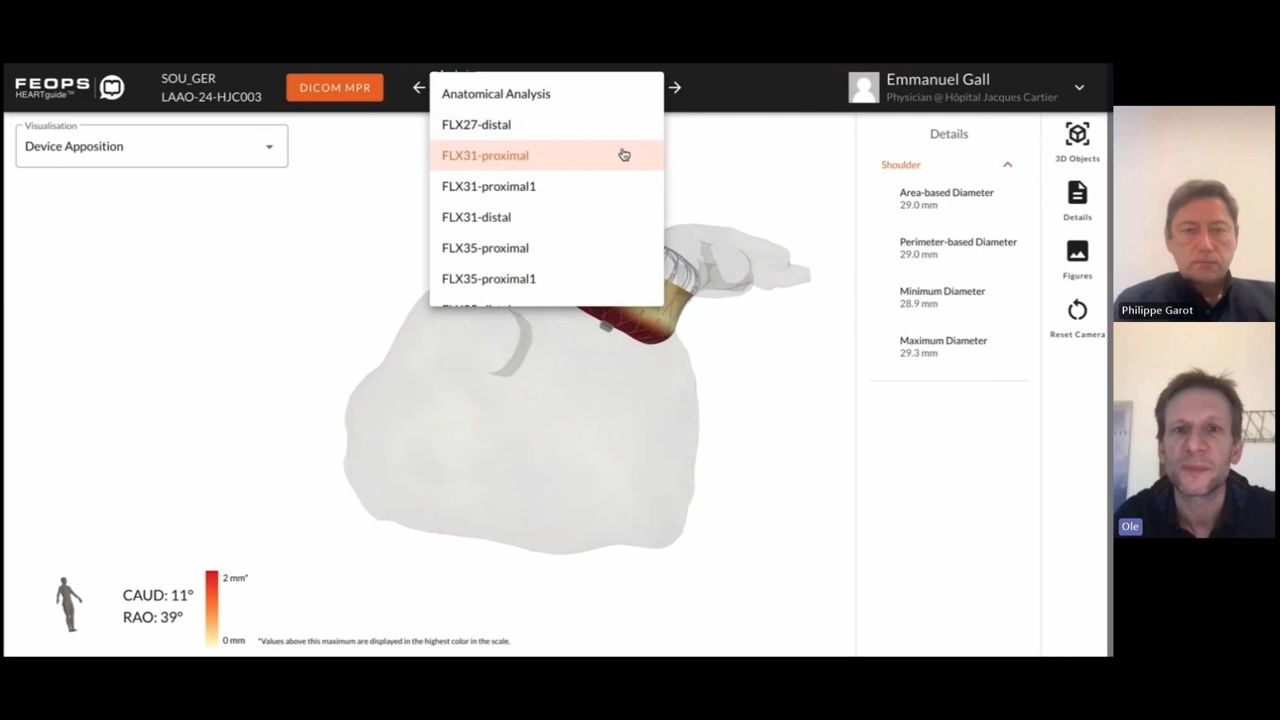 FEOPS
HEARTguide™
SOU_GER
LAAO-24-HJC003
DICOM MPR
Emmanuel Gall
Physician @ Hôpital Jacques Cartier
Visualisation
Device Apposition
Anatomical Analysis
FLX27-distal
FLX31-proximal
FLX31-proximal1
FLX31-distal
FLX35-proximal
FLX35-proximal1
Details
Shoulder
Area-based Diameter
29.0 mm
Perimeter-based Diameter
29.0 mm
Minimum Diameter
28.9 mm
Maximum Diameter
29.3 mm
3D Objects
Details
Figures
Reset Camera
Philippe Garot
Ole
CAUD: 11°
RAO: 39°
2 mm*
0 mm
*Values above this maximum are displayed in the highest color in the scale.